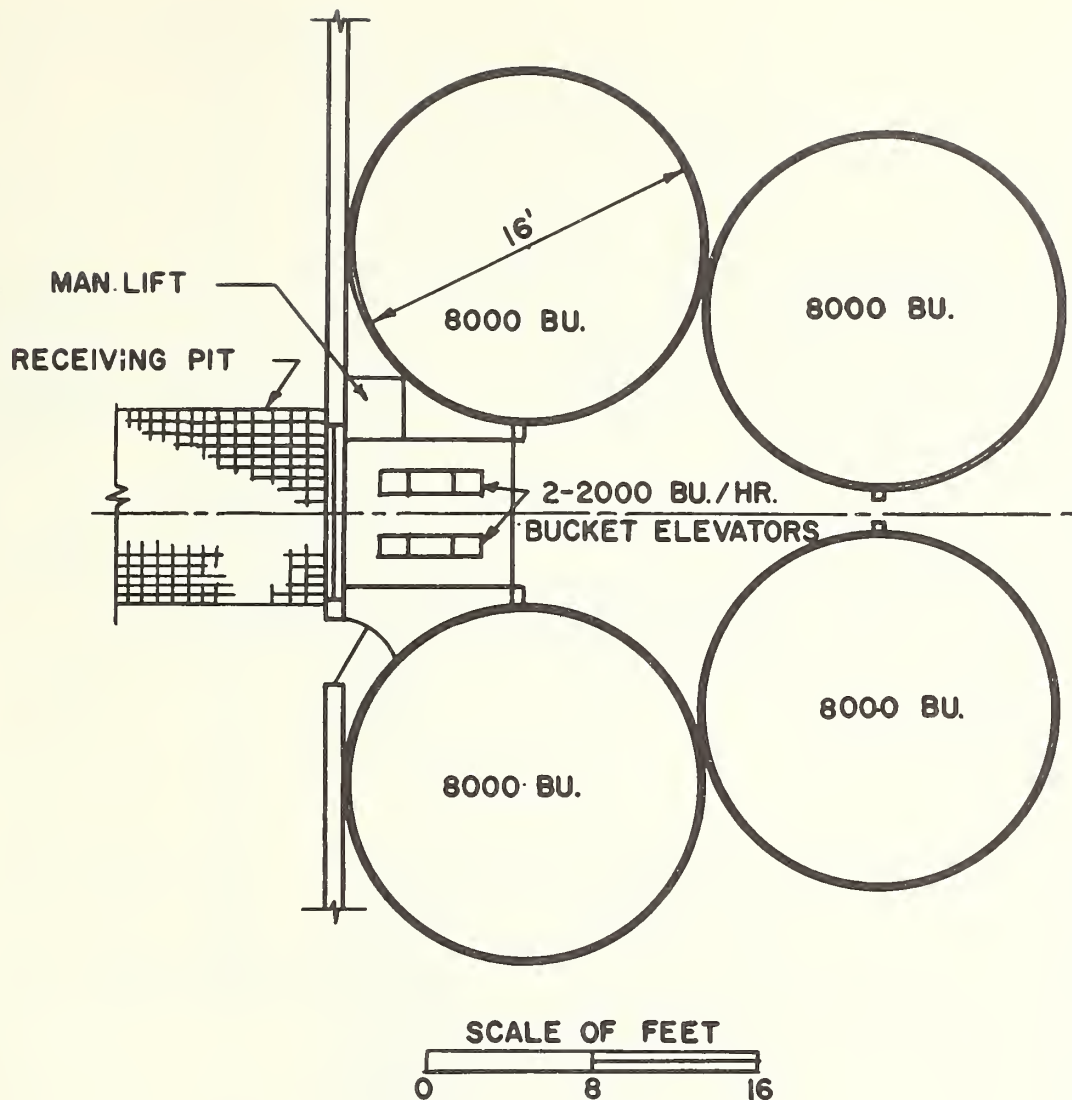 16'
8000 BU.
8000 BU.
MAN. LIFT
RECEIVING PIT
2-2000 BU./HR.
BUCKET ELEVATORS
8000 BU.
8000 BU.
SCALE OF FEET
0 8 16